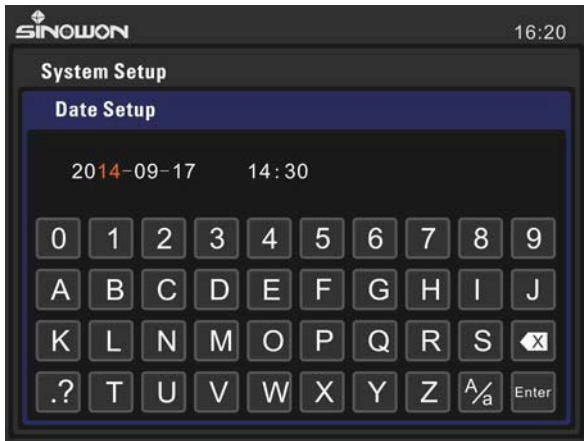 SINOWON 16:20
System Setup
Date Setup
2014-09-17 14:30
0 1 2 3 4 5 6 7 8 9
A B C D E F G H I J
K L N M O P Q R S X
.? T U V W X Y Z A/a Enter